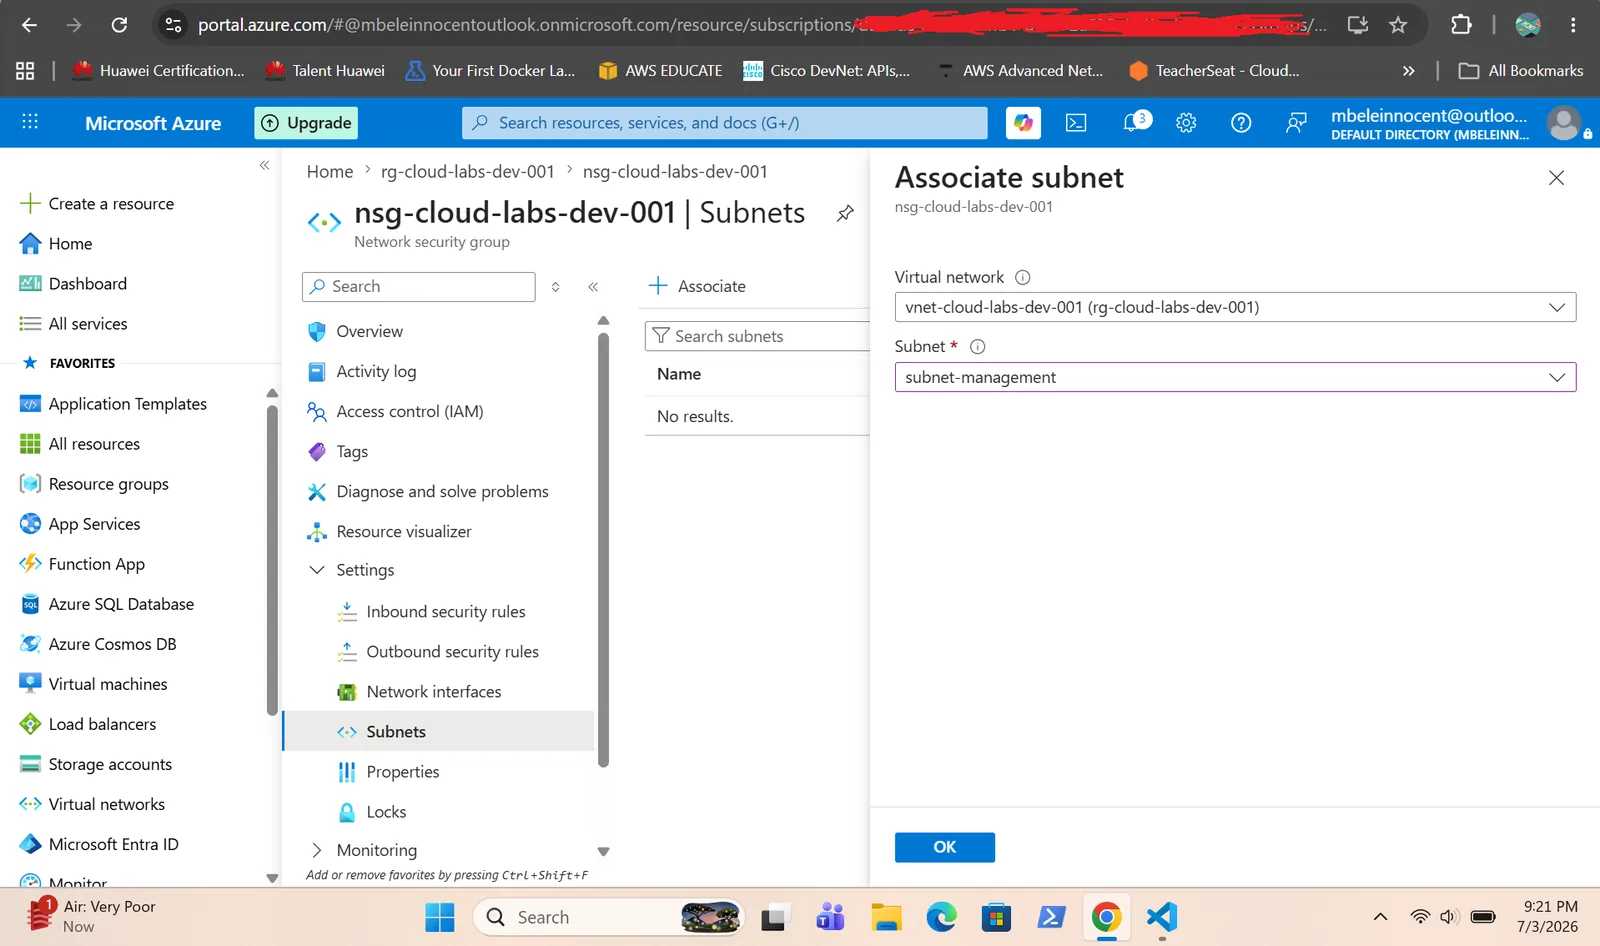 portal.azure.com/#@mbeleinnocentoutlook.onmicrosoft.com/resource/subscriptions/
Huawei Certification...
Talent Huawei
Your First Docker La...
AWS EDUCATE
Cisco DevNet: APIs,...
AWS Advanced Net...
TeacherSeat - Cloud...
All Bookmarks
Microsoft Azure
Upgrade
Search resources, services, and docs (G+/)
3
mbeleinnocent@outloo...
DEFAULT DIRECTORY (MBELEINN...
Create a resource
Home
Dashboard
All services
FAVORITES
Application Templates
All resources
Resource groups
App Services
Function App
Azure SQL Database
Azure Cosmos DB
Virtual machines
Load balancers
Storage accounts
Virtual networks
Microsoft Entra ID
Monitor
Home > rg-cloud-labs-dev-001 > nsg-cloud-labs-dev-001
nsg-cloud-labs-dev-001 | Subnets
Network security group
Search
Overview
Activity log
Access control (IAM)
Tags
Diagnose and solve problems
Resource visualizer
Settings
Inbound security rules
Outbound security rules
Network interfaces
Subnets
Properties
Locks
Monitoring
Add or remove favorites by pressing Ctrl+Shift+F
Associate
Search subnets
Name
No results.
Associate subnet
nsg-cloud-labs-dev-001
Virtual network
vnet-cloud-labs-dev-001 (rg-cloud-labs-dev-001)
Subnet *
subnet-management
OK
1
Air: Very Poor
Now
Search
9:21 PM
7/3/2026